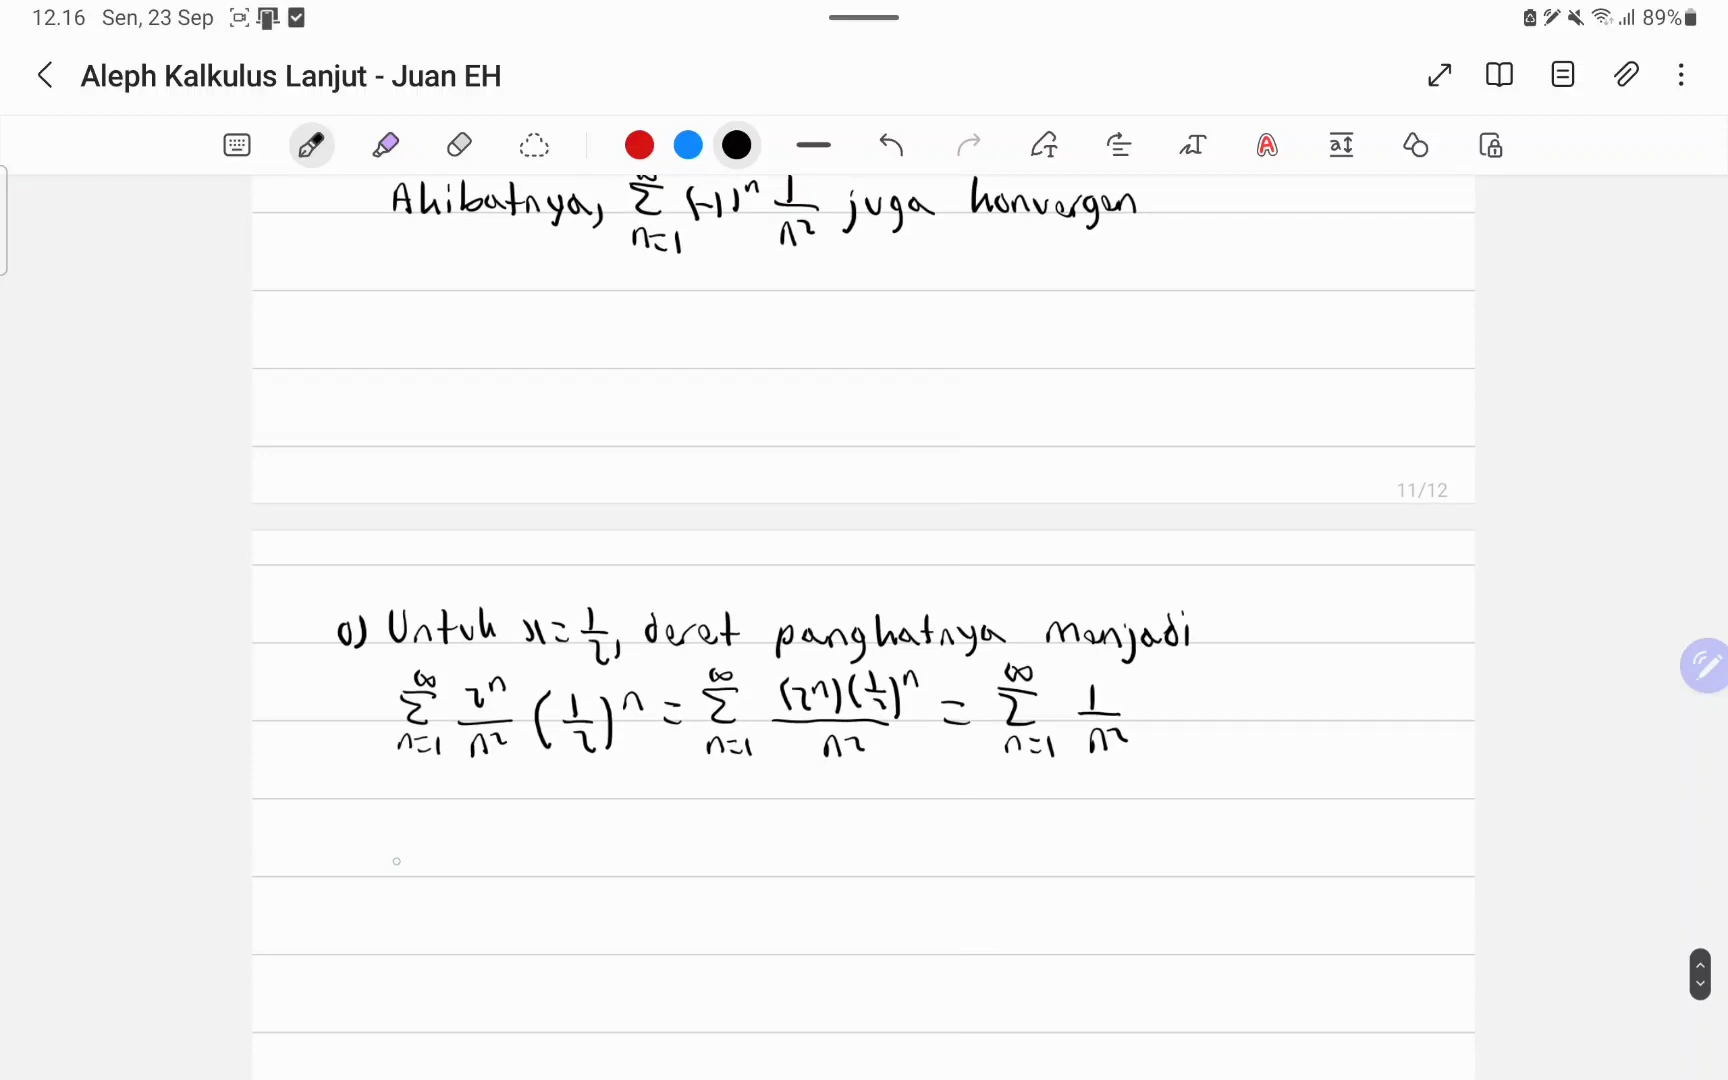 12.16 Sen, 23 Sep 89%
Aleph Kalkulus Lanjut - Juan EH
Akibatnya, ∑_{n=1}^{∞} (-1)^n 1/n² juga konvergen
11/12
o) Untuk x = 1/2, deret pangkatnya menjadi
∑_{n=1}^{∞} 2^n/n² (1/2)^n = ∑_{n=1}^{∞} (2^n)(1/2)^n/n² = ∑_{n=1}^{∞} 1/n²